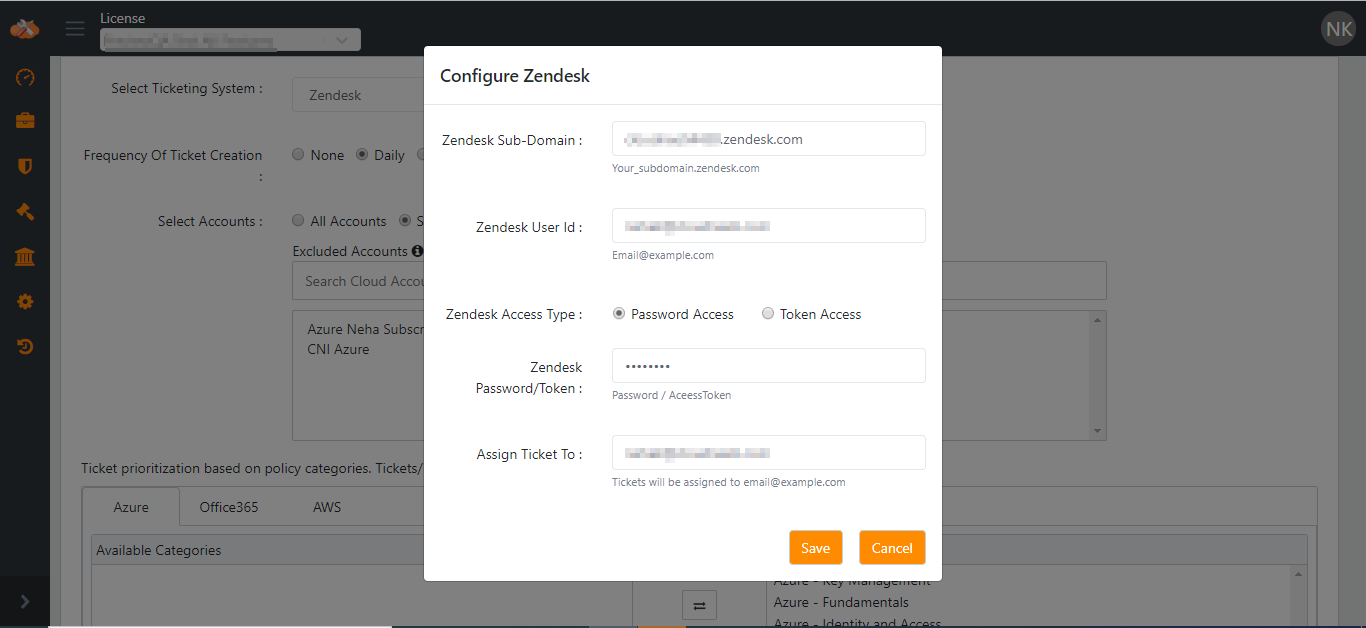 License
NK
Select Ticketing System :
Zendesk
Frequency Of Ticket Creation
:
None
Daily
Select Accounts :
All Accounts
S
Excluded Accounts
Search Cloud Accou
Azure Neha Subscr
CNI Azure
Ticket prioritization based on policy categories. Tickets/
Azure
Office365
AWS
Available Categories
Azure - Key Management
Azure - Fundamentals
Azure - Identity and Access
Configure Zendesk
Zendesk Sub-Domain :
.zendesk.com
Your_subdomain.zendesk.com
Zendesk User Id :
Email@example.com
Zendesk Access Type :
Password Access
Token Access
Zendesk
Password/Token :
••••••••
Password / AceessToken
Assign Ticket To :
Tickets will be assigned to email@example.com
Save
Cancel